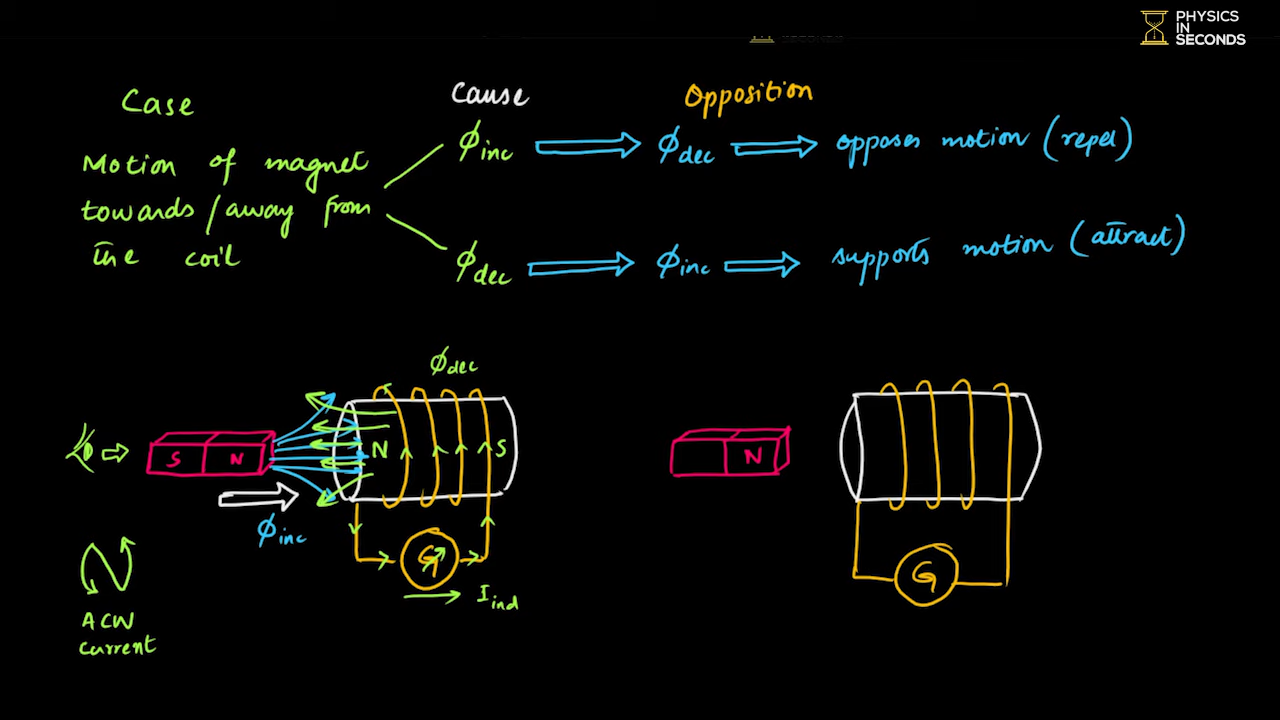 PHYSICS
IN
SECONDS
Case
Cause
Opposition
Motion of magnet
towards/away from
the coil
ϕinc
ϕdec
opposes motion (repel)
ϕdec
ϕinc
supports motion (attract)
ϕdec
S N
N S
ϕinc
G
Iind
ACW
current
N
G